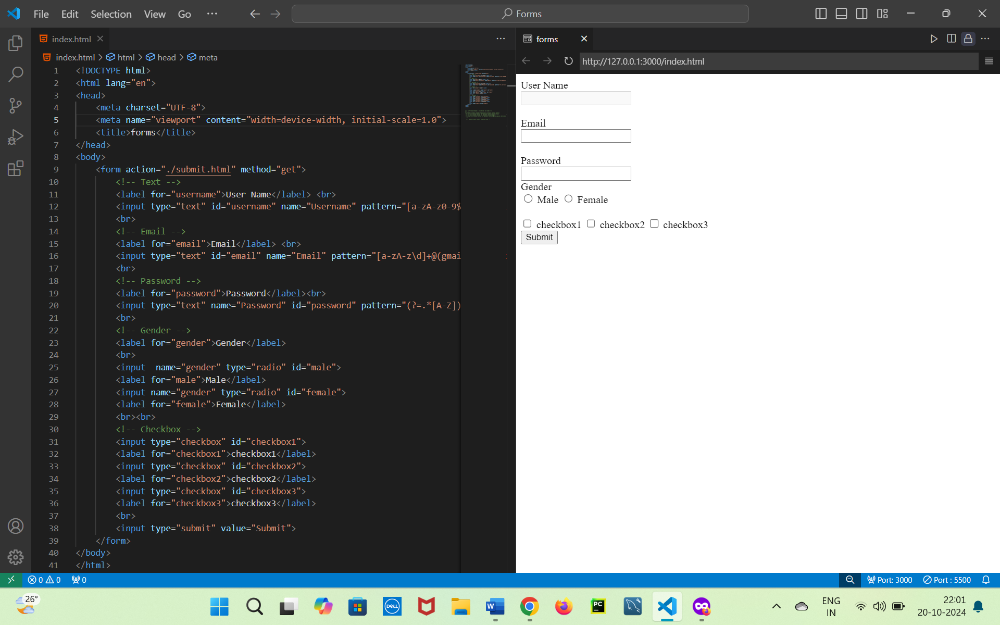 File Edit Selection View Go ··· Forms
index.html
forms
index.html > html > head > meta
http://127.0.0.1:3000/index.html
1 <!DOCTYPE html>
2 <html lang="en">
3 <head>
4 <meta charset="UTF-8">
5 <meta name="viewport" content="width=device-width, initial-scale=1.0">
6 <title>forms</title>
7 </head>
8 <body>
9 <form action="./submit.html" method="get">
10 <!-- Text -->
11 <label for="username">User Name</label> <br>
12 <input type="text" id="username" name="Username" pattern="[a-zA-z0-9$
13 <br>
14 <!-- Email -->
15 <label for="email">Email</label> <br>
16 <input type="text" id="email" name="Email" pattern="[a-zA-z\d]+@(gmai
17 <br>
18 <!-- Password -->
19 <label for="password">Password</label><br>
20 <input type="text" name="Password" id="password" pattern="(?=.*[A-Z])
21 <br>
22 <!-- Gender -->
23 <label for="gender">Gender</label>
24 <br>
25 <input  name="gender" type="radio" id="male">
26 <label for="male">Male</label>
27 <input name="gender" type="radio" id="female">
28 <label for="female">Female</label>
29 <br><br>
30 <!-- Checkbox -->
31 <input type="checkbox" id="checkbox1">
32 <label for="checkbox1">checkbox1</label>
33 <input type="checkbox" id="checkbox2">
34 <label for="checkbox2">checkbox2</label>
35 <input type="checkbox" id="checkbox3">
36 <label for="checkbox3">checkbox3</label>
37 <br>
38 <input type="submit" value="Submit">
39 </form>
40 </body>
41 </html>
User Name
Email
Password
Gender
Male Female
checkbox1 checkbox2 checkbox3
Submit
0 0 0 Port: 3000 Port : 5500
26°
DELL
W
PC
ENG
IN
22:01
20-10-2024